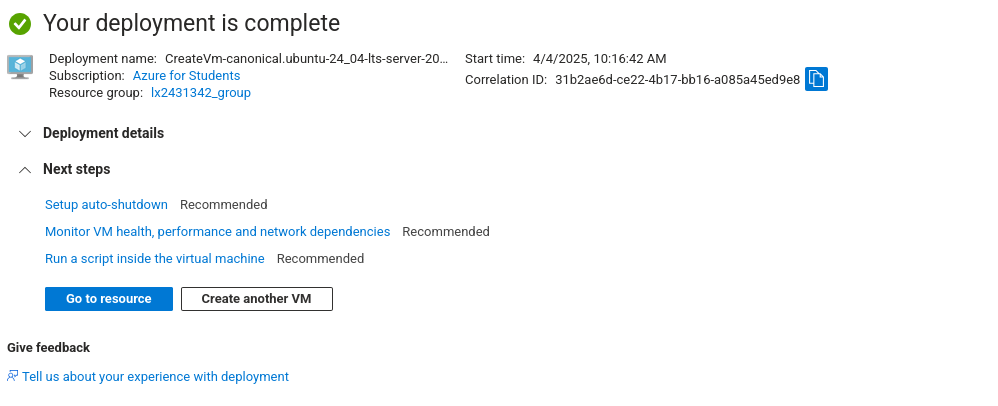 Your deployment is complete
Deployment name: CreateVm-canonical.ubuntu-24_04-lts-server-20...
Subscription: Azure for Students
Resource group: lx2431342_group
Start time: 4/4/2025, 10:16:42 AM
Correlation ID: 31b2ae6d-ce22-4b17-bb16-a085a45ed9e8
Deployment details
Next steps
Setup auto-shutdown Recommended
Monitor VM health, performance and network dependencies Recommended
Run a script inside the virtual machine Recommended
Go to resource Create another VM
Give feedback
Tell us about your experience with deployment